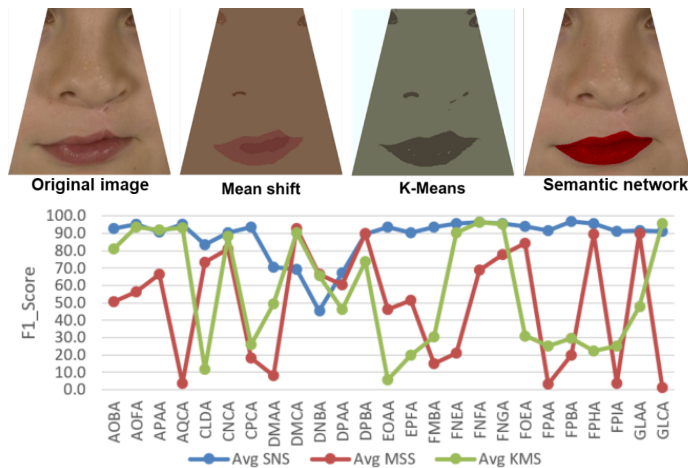 Original image
Mean shift
K-Means
Semantic network
100.0
90.0
80.0
70.0
60.0
50.0
40.0
30.0
20.0
10.0
0.0
F1_Score
AOBA
AOFA
APAA
AQCA
CLDA
CNCA
CPCA
DMAA
DMCA
DNBA
DPAA
DPBA
EOAA
EPFA
FMBA
FNEA
FNFA
FNGA
FOEA
FPAA
FPBA
FPHA
FPIA
GLAA
GLCA
Avg SNS
Avg MSS
Avg KMS